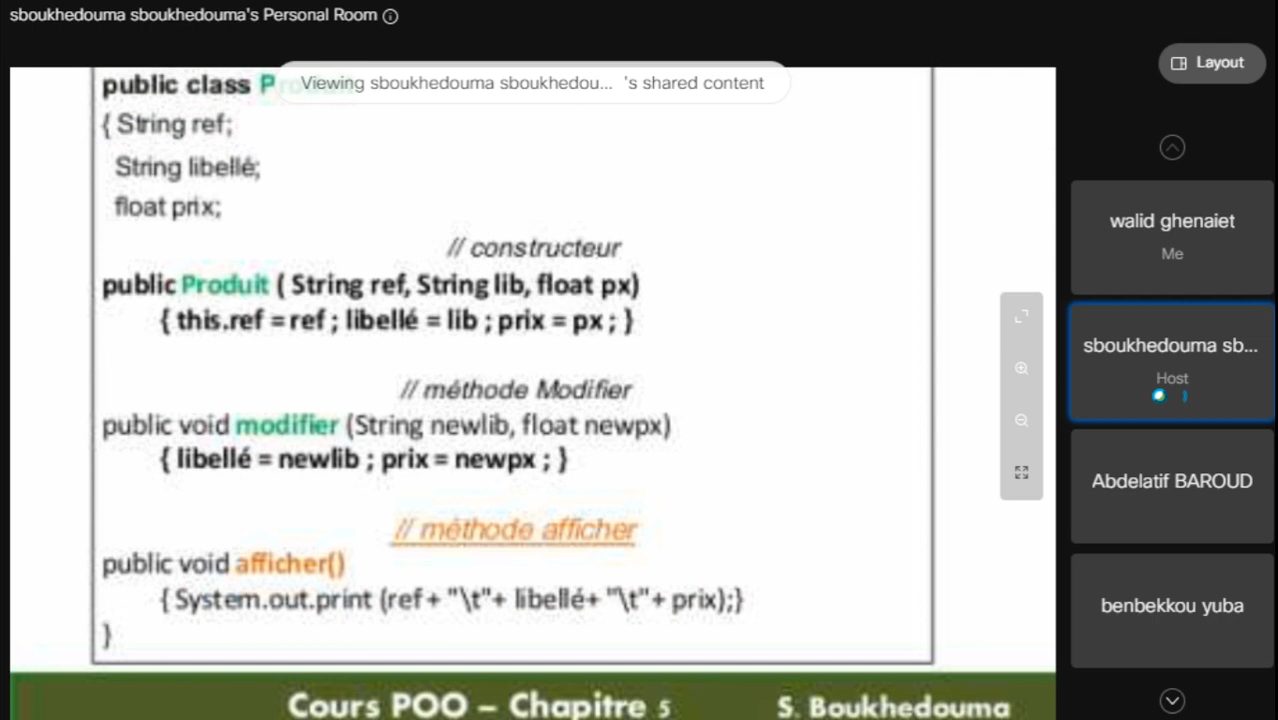 sboukhedouma sboukhedouma's Personal Room
Layout
Viewing sboukhedouma sboukhedou... 's shared content
public class P
{ String ref;
String libellé;
float prix;
// constructeur
public Produit ( String ref, String lib, float px)
{ this.ref = ref ; libellé = lib ; prix = px ; }
// méthode Modifier
public void modifier (String newlib, float newpx)
{ libellé = newlib ; prix = newpx ; }
// méthode afficher
public void afficher()
{ System.out.print (ref+ "\t"+ libellé+ "\t"+ prix);}
}
Cours POO – Chapitre 5 S. Boukhedouma
walid ghenaiet
Me
sboukhedouma sb...
Host
Abdelatif BAROUD
benbekkou yuba